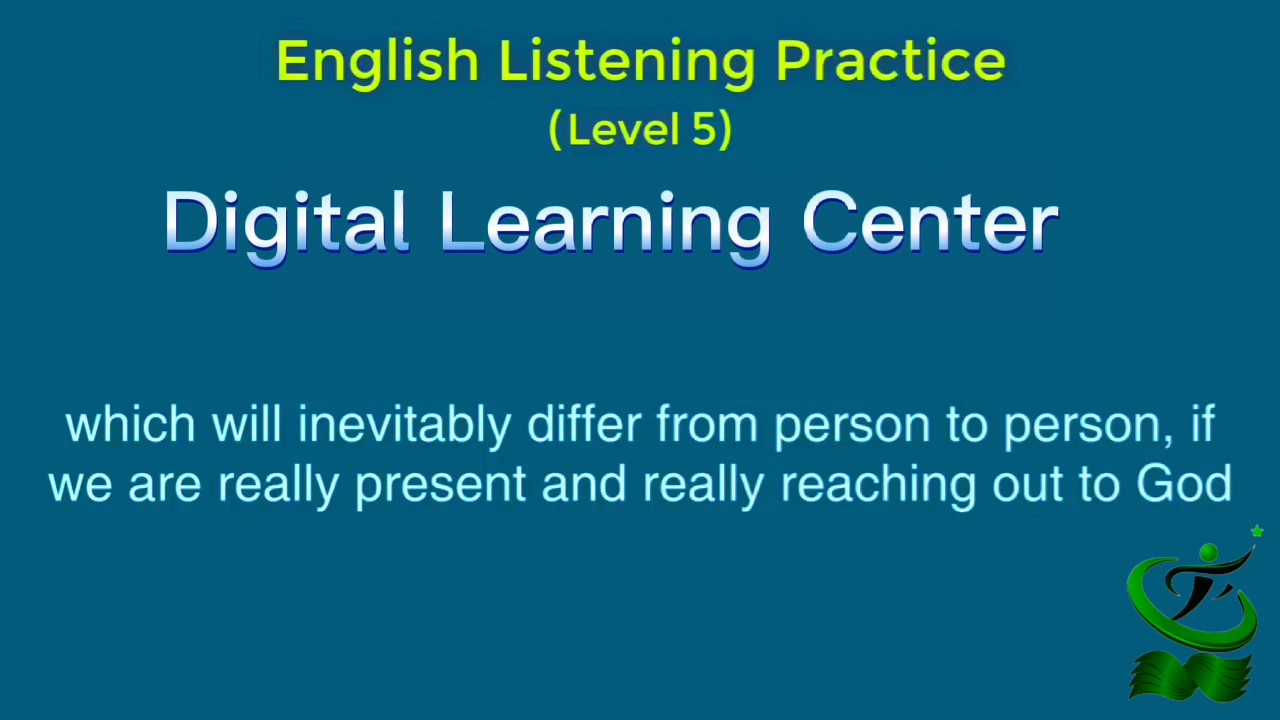 English Listening Practice
(Level 5)
Digital Learning Center
which will inevitably differ from person to person, if
we are really present and really reaching out to God